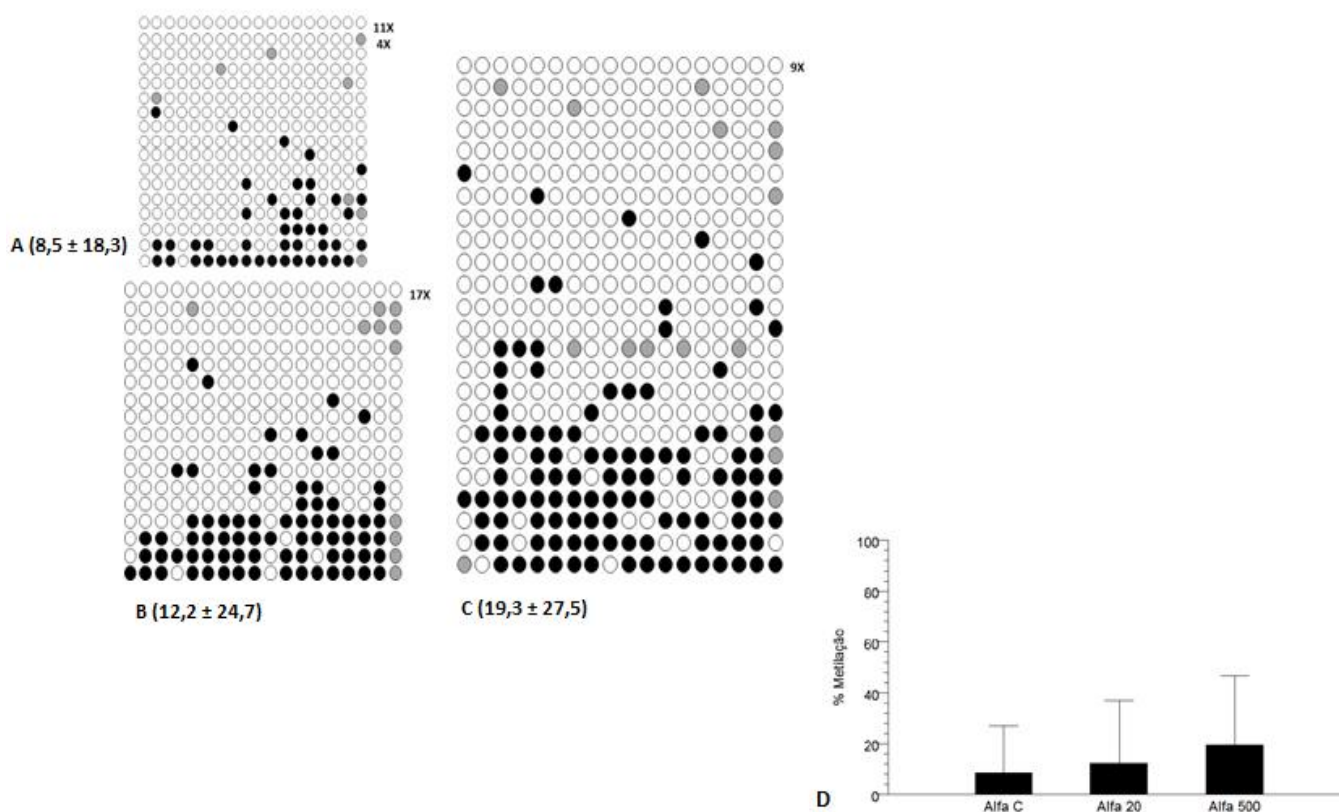 11X
4X
A (8,5 ± 18,3)
17X
B (12,2 ± 24,7)
9X
C (19,3 ± 27,5)
100
80
60
40
20
0
% Metilação
Alfa C
Alfa 20
Alfa 500
D